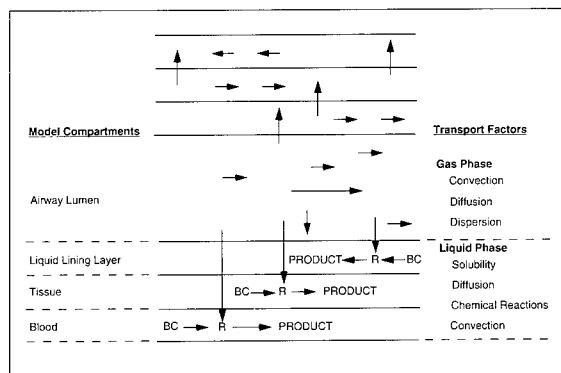 Model Compartments
Transport Factors
Gas Phase
Convection
Airway Lumen
Diffusion
Dispersion
Liquid Phase
Liquid Lining Layer
PRODUCT R BC
Solubility
Tissue
BC R PRODUCT
Diffusion
Chemical Reactions
Blood
BC R PRODUCT
Convection